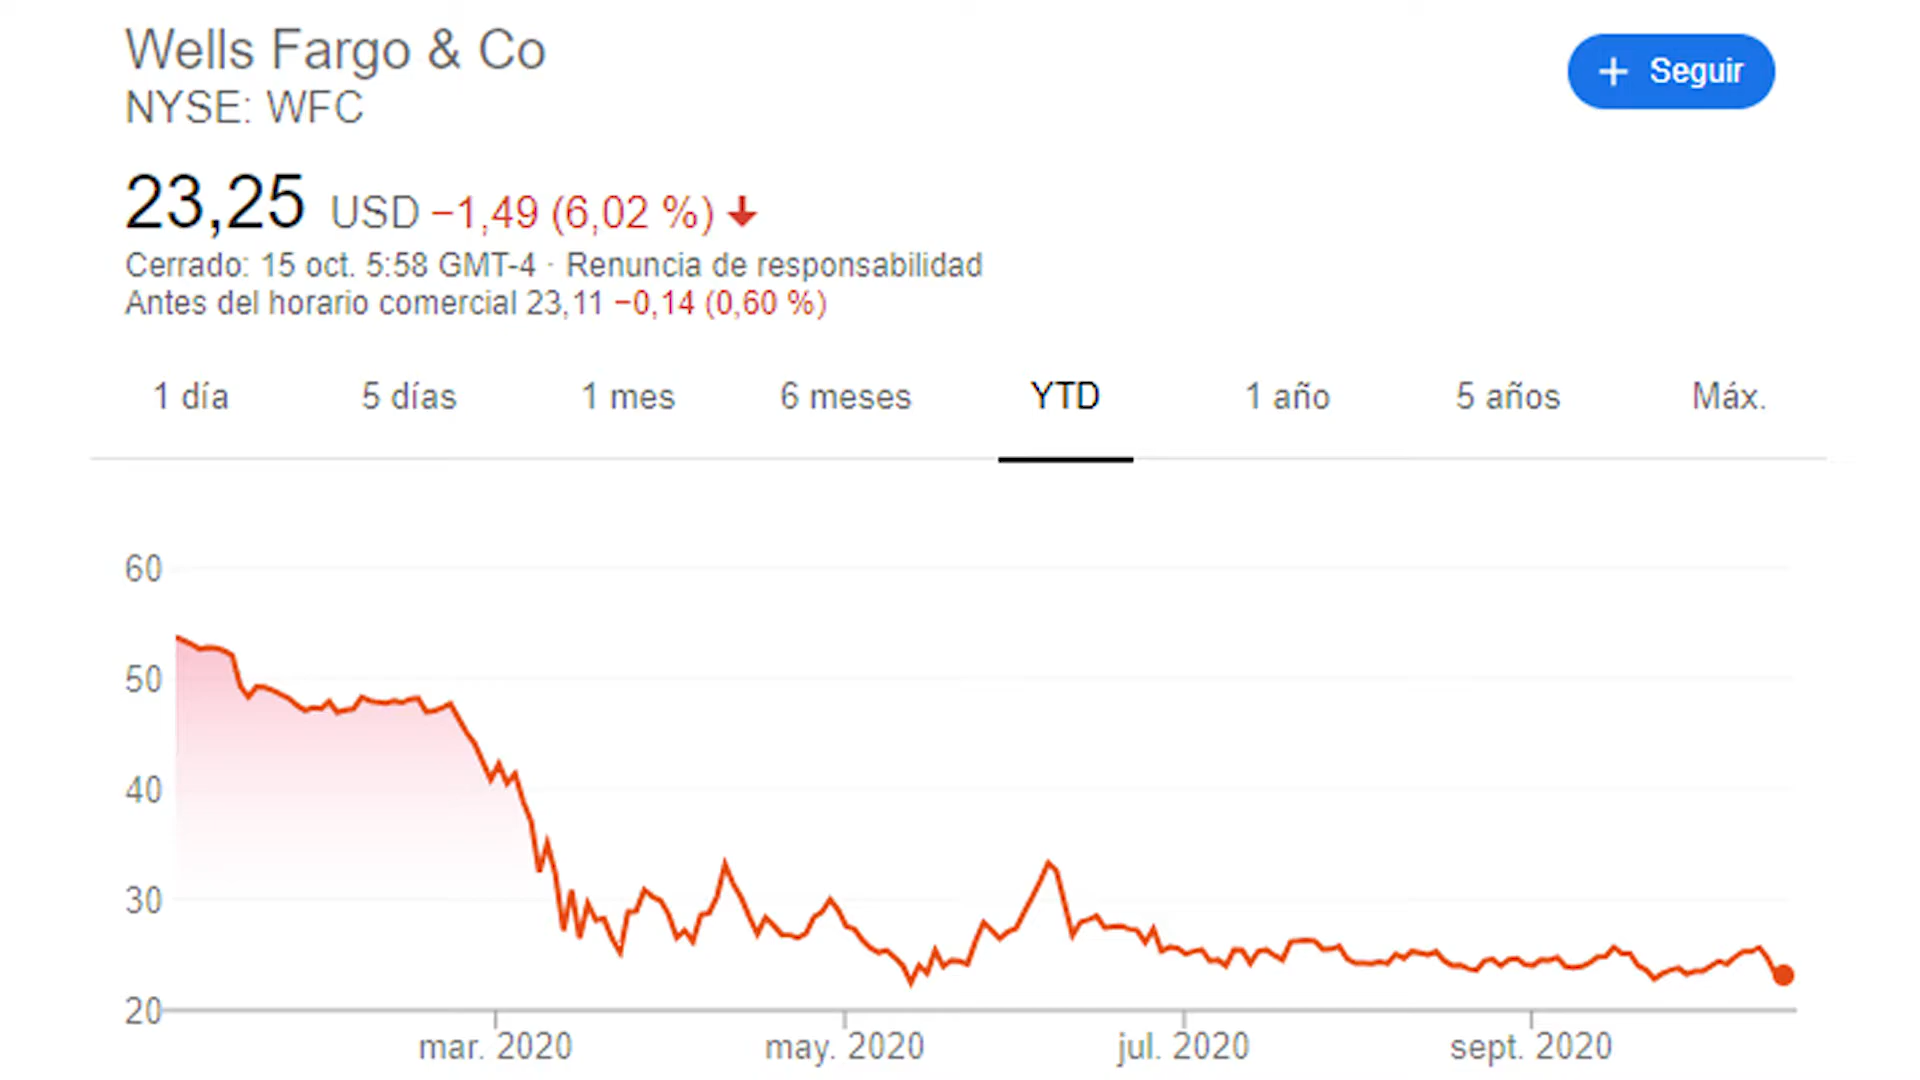 Wells Fargo & Co
+ Seguir
NYSE: WFC
23,25 USD −1,49 (6,02 %)
Cerrado: 15 oct. 5:58 GMT-4 · Renuncia de responsabilidad
Antes del horario comercial 23,11 −0,14 (0,60 %)
1 día 5 días 1 mes 6 meses YTD 1 año 5 años Máx.
60
50
40
30
20
mar. 2020 may. 2020 jul. 2020 sept. 2020